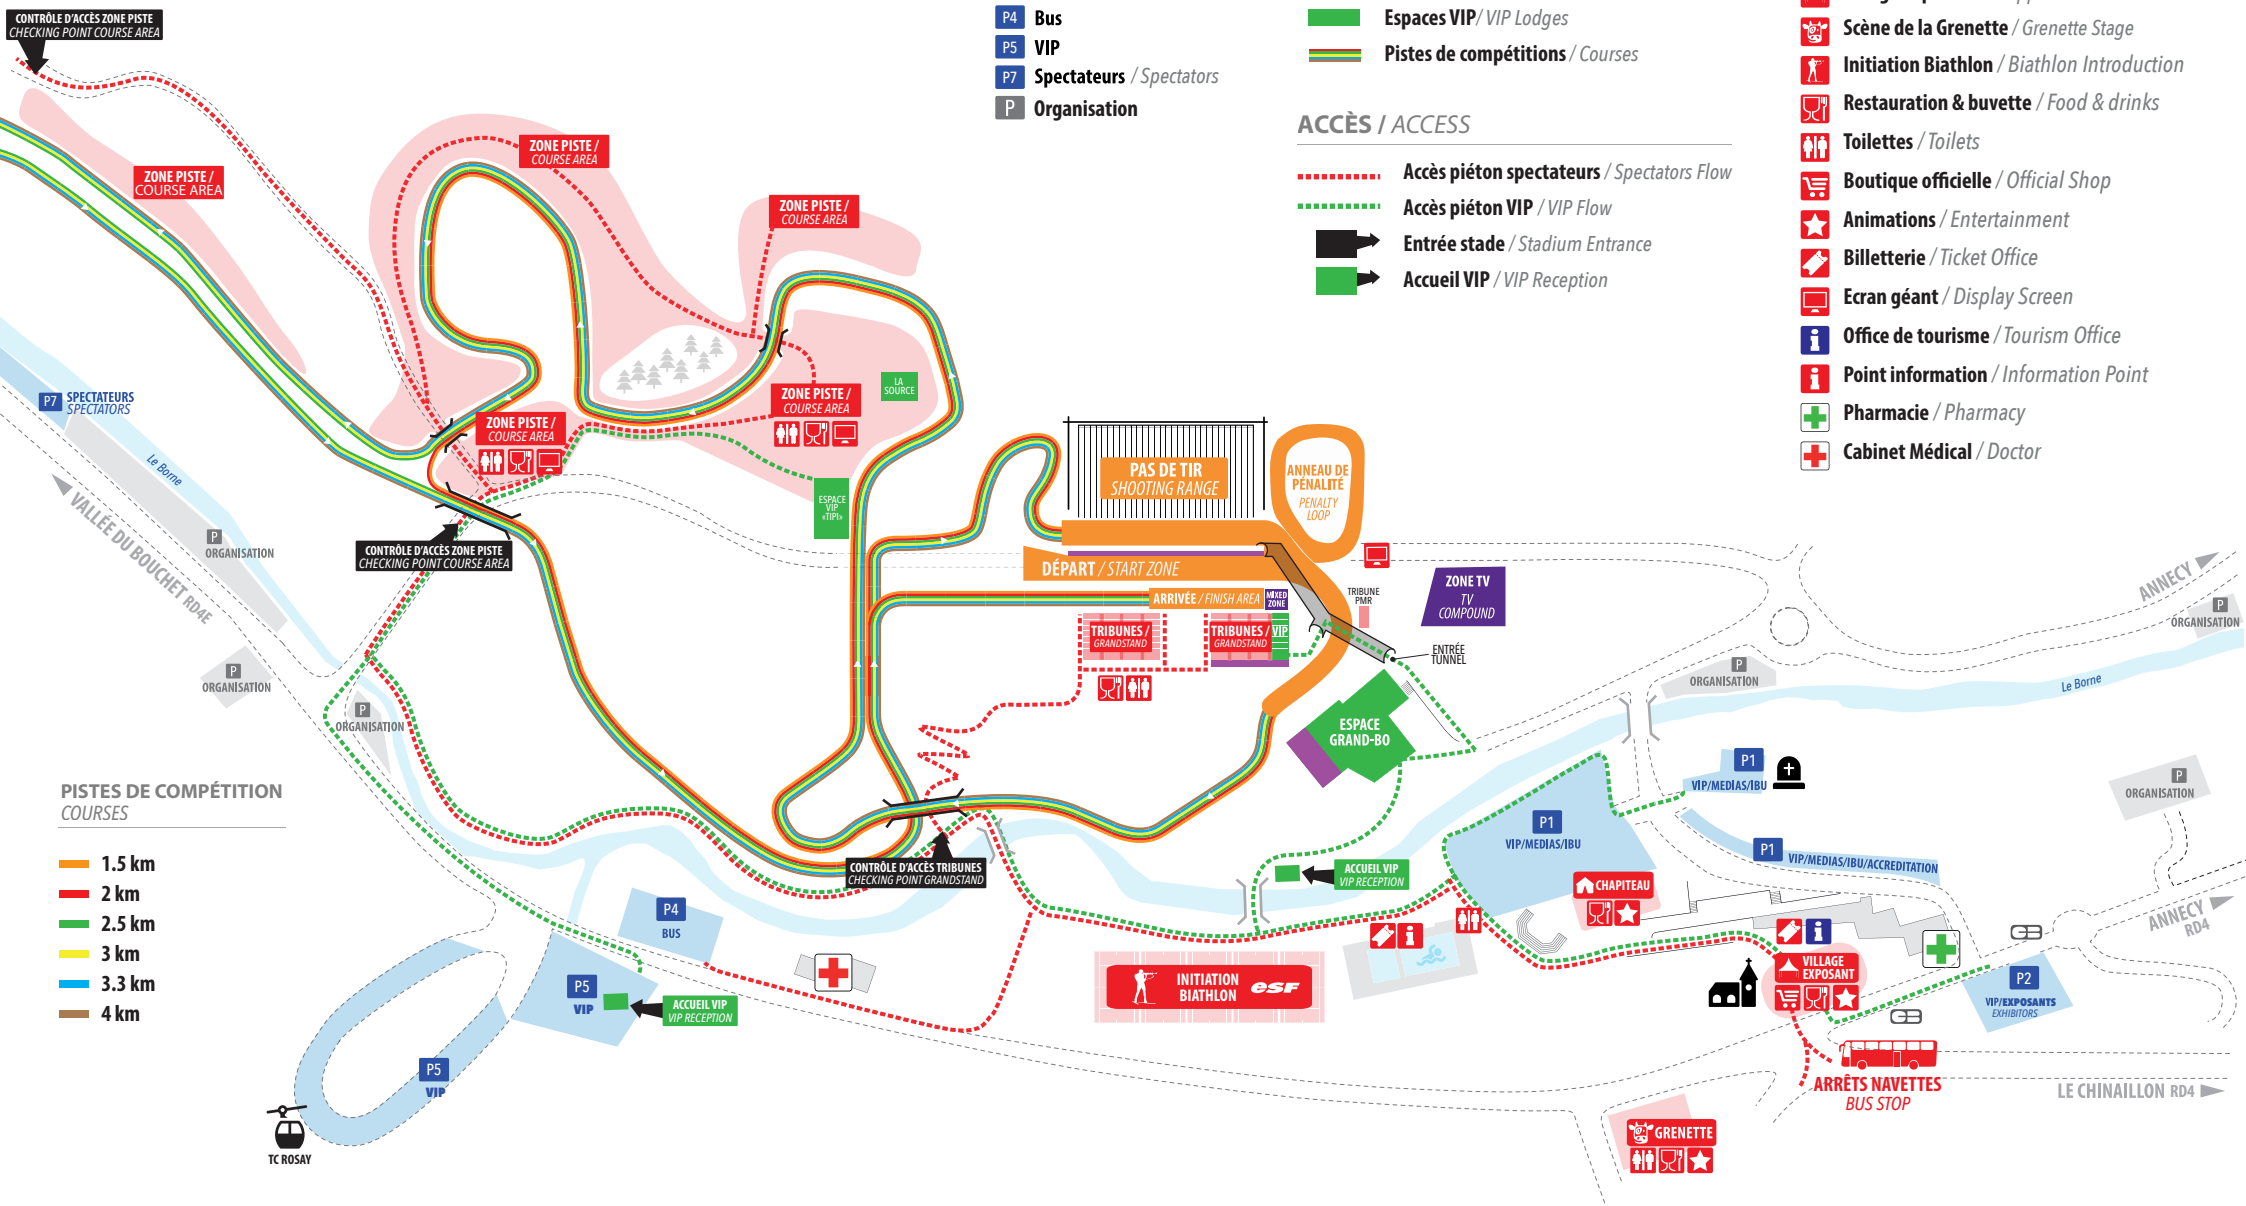 CONTRÔLE D'ACCÈS ZONE PISTE
CHECKING POINT COURSE AREA
P4 Bus
P5 VIP
P7 Spectateurs / Spectators
P Organisation
Espaces VIP / VIP Lodges
Pistes de compétitions / Courses
ACCÈS / ACCESS
Accès piéton spectateurs / Spectators Flow
Accès piéton VIP / VIP Flow
Entrée stade / Stadium Entrance
Accueil VIP / VIP Reception
Scène de la Grenette / Grenette Stage
Initiation Biathlon / Biathlon Introduction
Restauration & buvette / Food & drinks
Toilettes / Toilets
Boutique officielle / Official Shop
Animations / Entertainment
Billetterie / Ticket Office
Ecran géant / Display Screen
Office de tourisme / Tourism Office
Point information / Information Point
Pharmacie / Pharmacy
Cabinet Médical / Doctor
ZONE PISTE /
COURSE AREA
ZONE PISTE /
COURSE AREA
ZONE PISTE /
COURSE AREA
ZONE PISTE /
COURSE AREA
ZONE PISTE /
COURSE AREA
LA
SOURCE
ESPACE
VIP
«TIPI»
P7 SPECTATEURS
SPECTATORS
Le Borne
VALLÉE DU BOUCHET RD4E
P
ORGANISATION
P
ORGANISATION
P
ORGANISATION
CONTRÔLE D'ACCÈS ZONE PISTE
CHECKING POINT COURSE AREA
PAS DE TIR
SHOOTING RANGE
ANNEAU DE
PÉNALITÉ
PENALTY
LOOP
DÉPART / START ZONE
ARRIVÉE / FINISH AREA
MIXED
ZONE
TRIBUNES /
GRANDSTAND
TRIBUNES /
GRANDSTAND
VIP
TRIBUNE
PMR
ZONE TV
TV
COMPOUND
ENTRÉE
TUNNEL
ESPACE
GRAND-BO
ANNECY
P
ORGANISATION
P
ORGANISATION
Le Borne
P
ORGANISATION
P1
VIP/MEDIAS/IBU
P1
VIP/MEDIAS/IBU
P1
VIP/MEDIAS/IBU/ACCREDITATION
PISTES DE COMPÉTITION
COURSES
1.5 km
2 km
2.5 km
3 km
3.3 km
4 km
CONTRÔLE D'ACCÈS TRIBUNES
CHECKING POINT GRANDSTAND
ACCUEIL VIP
VIP RECEPTION
CHAPITEAU
P4
BUS
P5
VIP
ACCUEIL VIP
VIP RECEPTION
P5
VIP
TC ROSAY
INITIATION
BIATHLON
esf
VILLAGE
EXPOSANT
P2
VIP/EXPOSANTS
EXHIBITORS
ANNECY
RD4
ARRÊTS NAVETTES
BUS STOP
LE CHINAILLON RD4
GRENETTE